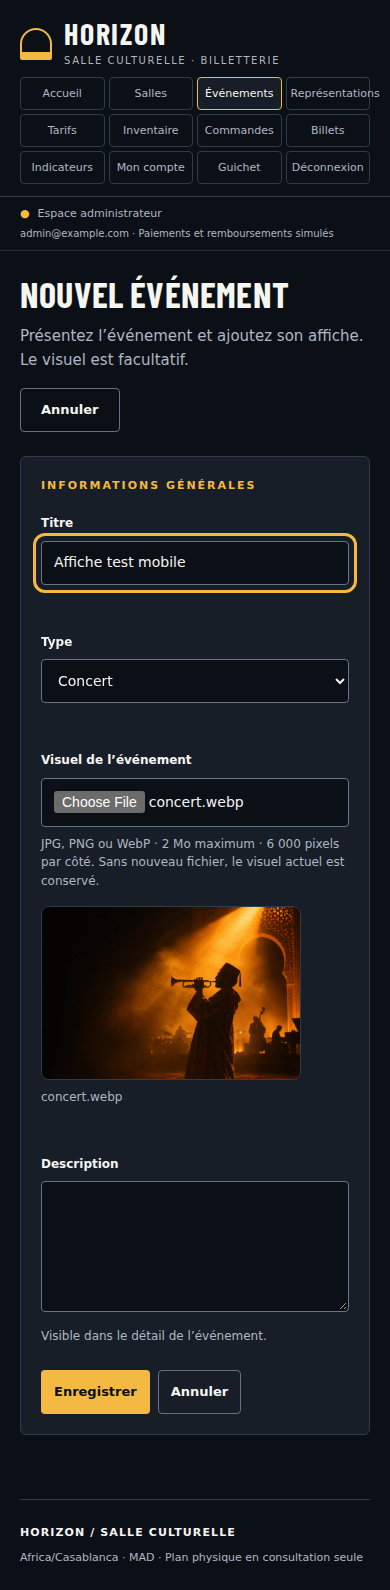 HORIZON
SALLE CULTURELLE · BILLETTERIE
Accueil
Salles
Événements
Représentations
Tarifs
Inventaire
Commandes
Billets
Indicateurs
Mon compte
Guichet
Déconnexion
Espace administrateur
admin@example.com · Paiements et remboursements simulés
NOUVEL ÉVÉNEMENT
Présentez l’événement et ajoutez son affiche.
Le visuel est facultatif.
Annuler
INFORMATIONS GÉNÉRALES
Titre
Affiche test mobile
Type
Concert
Visuel de l’événement
Choose File concert.webp
JPG, PNG ou WebP · 2 Mo maximum · 6 000 pixels
par côté. Sans nouveau fichier, le visuel actuel est
conservé.
concert.webp
Description
Visible dans le détail de l’événement.
Enregistrer
Annuler
HORIZON / SALLE CULTURELLE
Africa/Casablanca · MAD · Plan physique en consultation seule